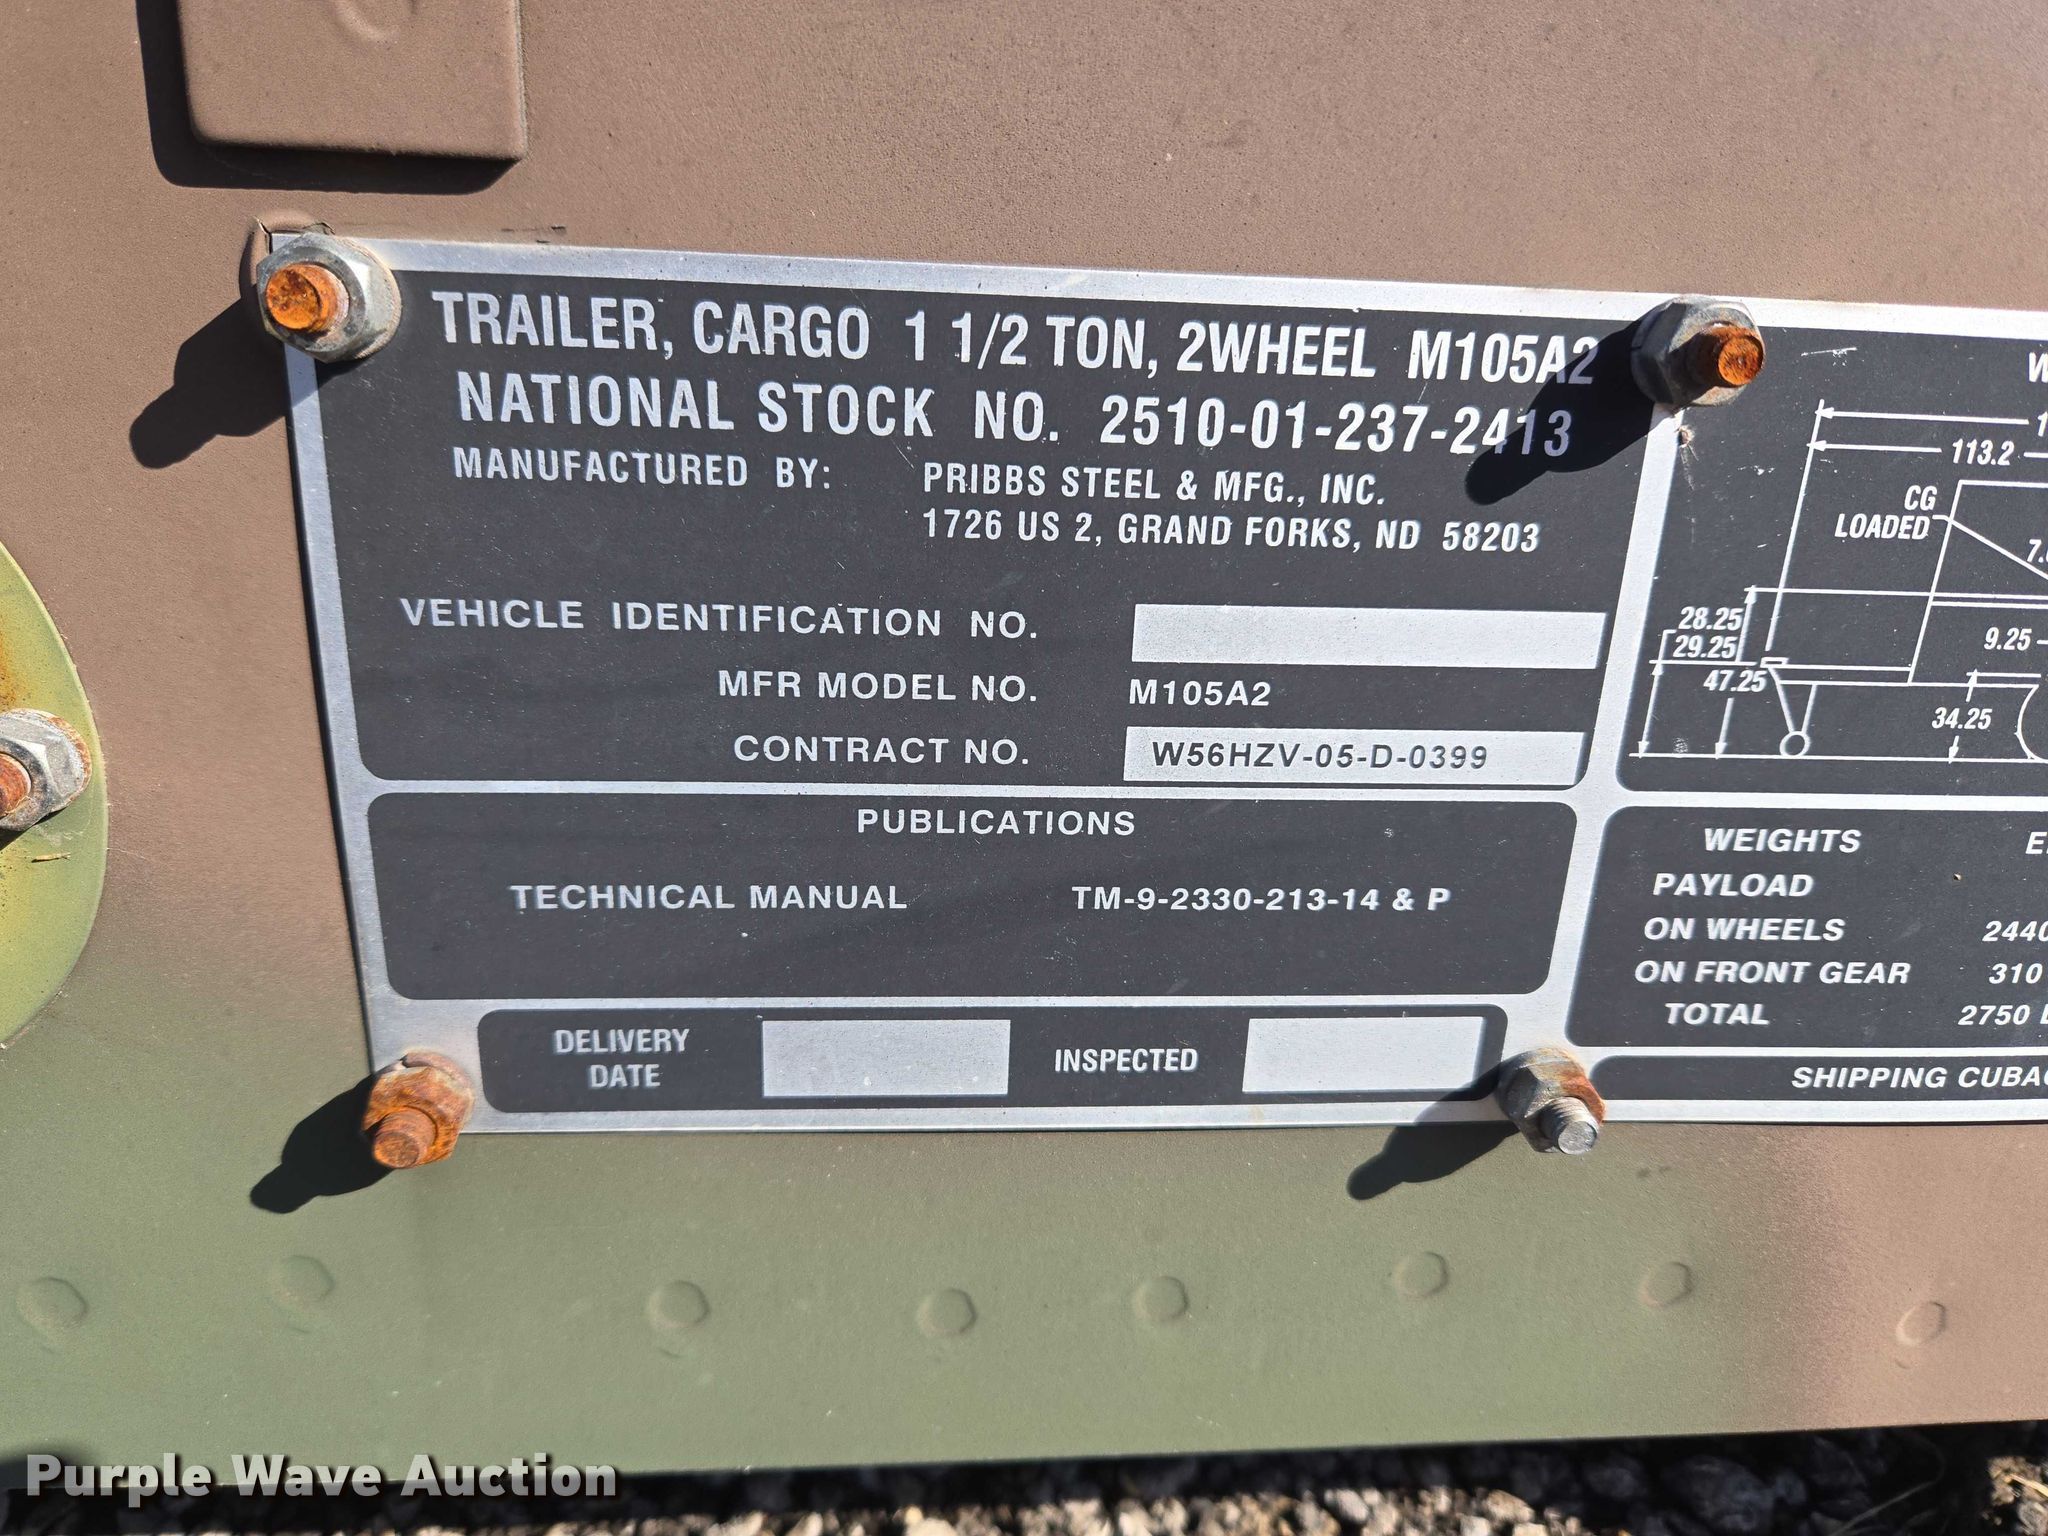 TRAILER, CARGO 1 1/2 TON, 2WHEEL M105A2
NATIONAL STOCK NO. 2510-01-237-2413
MANUFACTURED BY: PRIBBS STEEL & MFG., INC.
1726 US 2, GRAND FORKS, ND 58203
VEHICLE IDENTIFICATION NO.
MFR MODEL NO. M105A2
CONTRACT NO. W56HZV-05-D-0399
PUBLICATIONS
TECHNICAL MANUAL TM-9-2330-213-14 & P
DELIVERY
DATE
INSPECTED
113.2
CG
LOADED
28.25
29.25
47.25
9.25
34.25
WEIGHTS
PAYLOAD
ON WHEELS 2440
ON FRONT GEAR 310
TOTAL 2750
SHIPPING
Purple Wave Auction